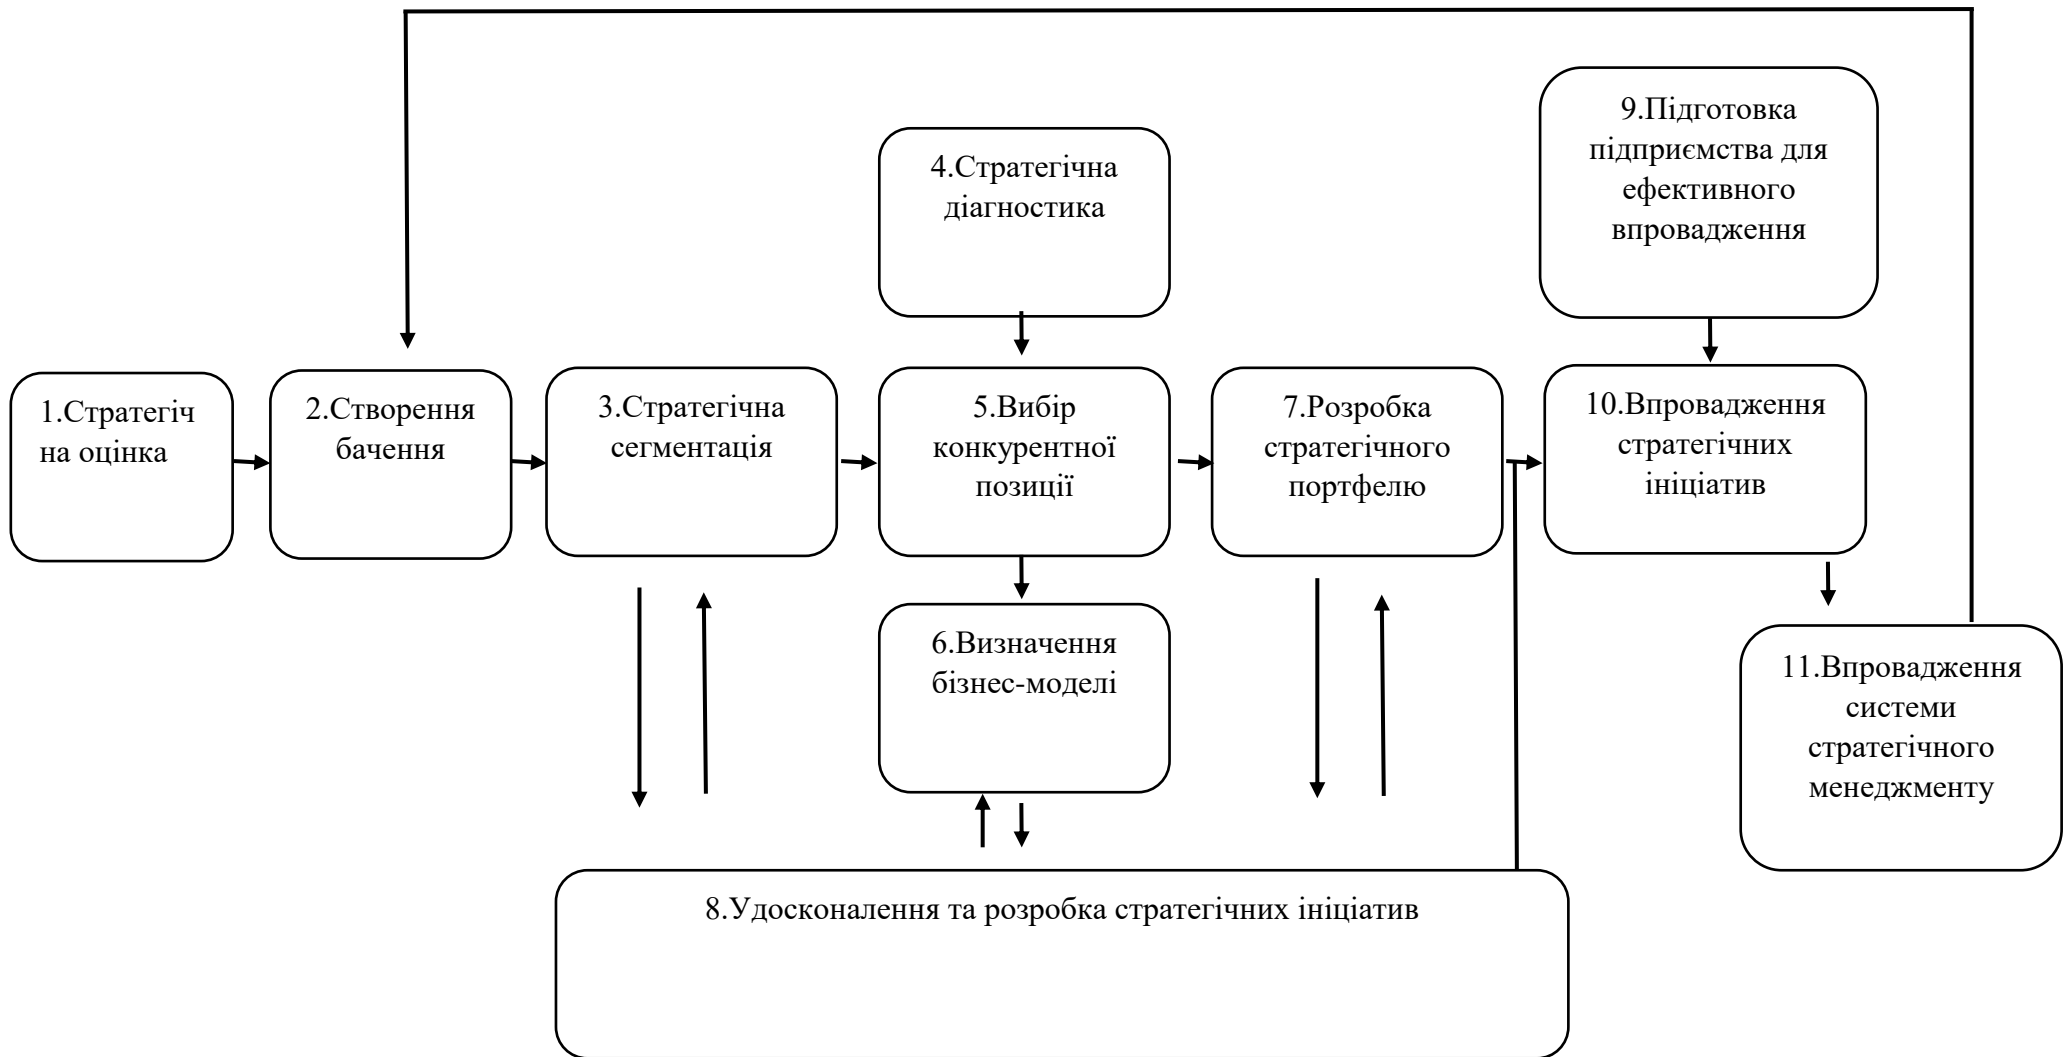 1.Стратегіч
на оцінка
2.Створення
бачення
3.Стратегічна
сегментація
4.Стратегічна
діагностика
5.Вибір
конкурентної
позиції
6.Визначення
бізнес-моделі
7.Розробка
стратегічного
портфелю
8.Удосконалення та розробка стратегічних ініціатив
9.Підготовка
підприємства для
ефективного
впровадження
10.Впровадження
стратегічних
ініціатив
11.Впровадження
системи
стратегічного
менеджменту